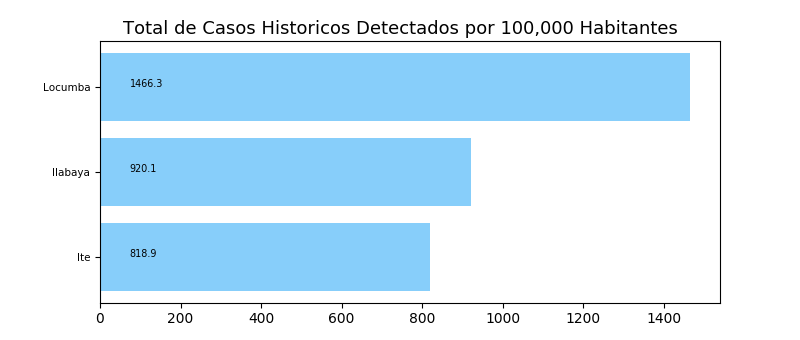 Total de Casos Historicos Detectados por 100,000 Habitantes
Locumba
1466.3
Ilabaya
920.1
Ite
818.9
0 200 400 600 800 1000 1200 1400